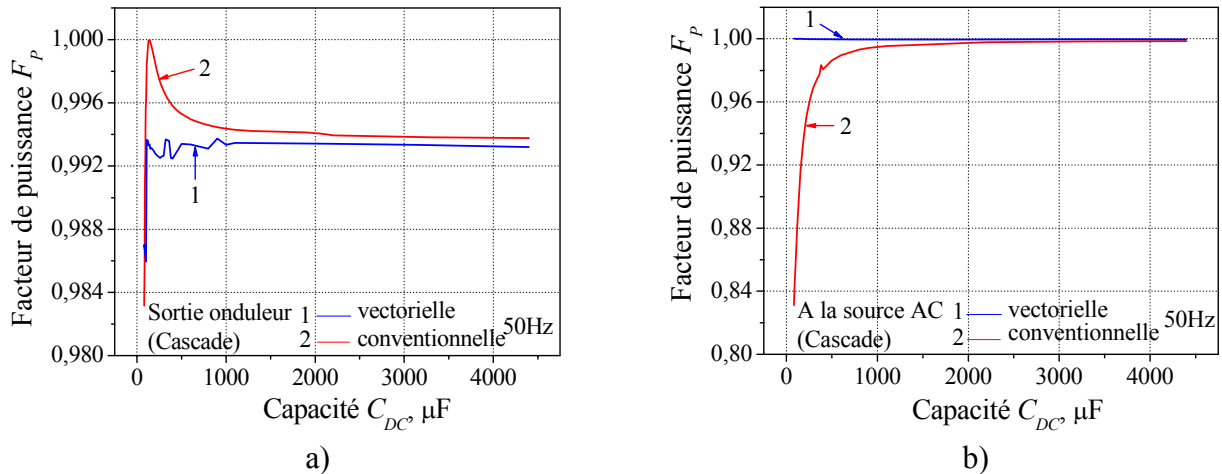 Facteur de puissance F_P
1,000
0,996
0,992
0,988
0,984
0,980
2
1
Sortie onduleur 1 vectorielle
(Cascade) 2 conventionnelle 50Hz
0 1000 2000 3000 4000
Capacité C_DC, µF
a)
Facteur de puissance F_P
1,00
0,96
0,92
0,88
0,84
0,80
1
2
A la source AC 1 vectorielle
(Cascade) 2 conventionnelle 50Hz
0 1000 2000 3000 4000
Capacité C_DC, µF
b)